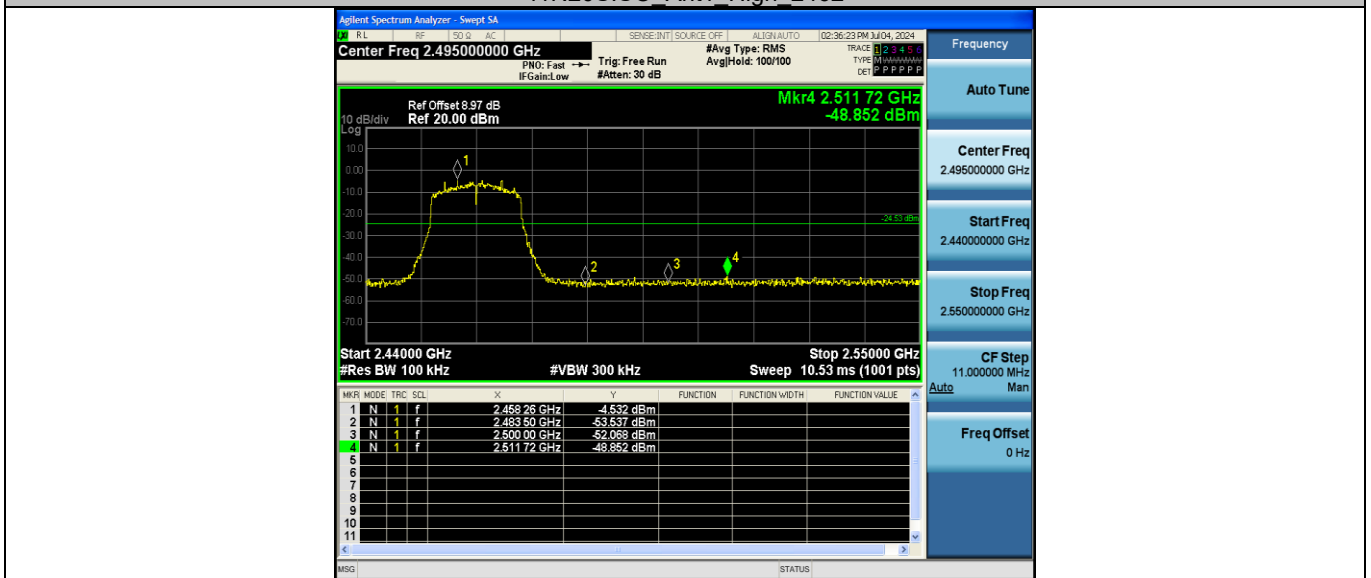 Agilent Spectrum Analyzer - Swept SA
RL RF 50 Ω AC SENSE:INT SOURCE OFF ALIGN AUTO 02:36:23 PM Jul 04, 2024
Center Freq 2.495000000 GHz
#Avg Type: RMS
TRACE 1 2 3 4 5 6
PNO: Fast
Trig: Free Run
Avg|Hold: 100/100
TYPE
IFGain:Low
#Atten: 30 dB
DET P P P P P P
Mkr4 2.511 72 GHz
-48.852 dBm
Ref Offset 8.97 dB
10 dB/div Ref 20.00 dBm
Log
10.0
0.00
-10.0
-20.0
-30.0
-40.0
-50.0
-60.0
-70.0
1
2
3
4
-24.53 dBm
Start 2.44000 GHz Stop 2.55000 GHz
#Res BW 100 kHz #VBW 300 kHz Sweep 10.53 ms (1001 pts)
MKR MODE TRC SCL X Y FUNCTION FUNCTION WIDTH FUNCTION VALUE
1 N 1 f 2.458 26 GHz -4.532 dBm
2 N 1 f 2.483 50 GHz -53.537 dBm
3 N 1 f 2.500 00 GHz -52.068 dBm
4 N 1 f 2.511 72 GHz -48.852 dBm
5
6
7
8
9
10
11
MSG STATUS
Frequency
Auto Tune
Center Freq
2.495000000 GHz
Start Freq
2.440000000 GHz
Stop Freq
2.550000000 GHz
CF Step
11.000000 MHz
Auto Man
Freq Offset
0 Hz